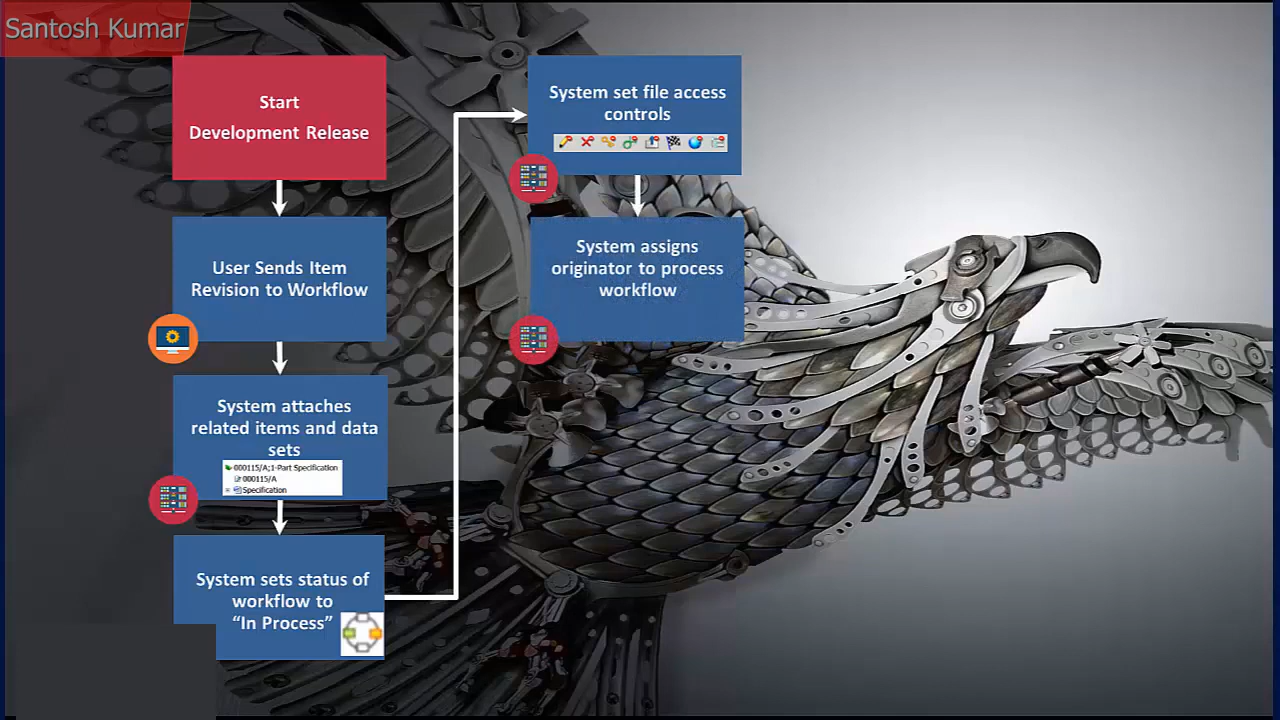 Santosh Kumar
Start
Development Release
User Sends Item
Revision to Workflow
System attaches
related items and data
sets
000115/A;1-Part Specification
000115/A
Specification
System sets status of
workflow to
“In Process”
System set file access
controls
System assigns
originator to process
workflow